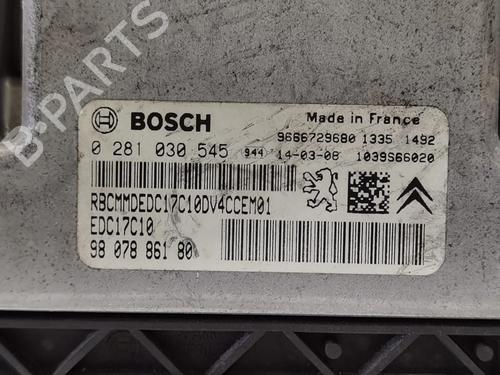 B-PARTS
BOSCH
Made in France
9666729680 1335 1492
0 281 030 545 944 14-03-08 1039S66020
RBCMMDEDC17C10DV4CCEM01
EDC17C10
98 078 861 80